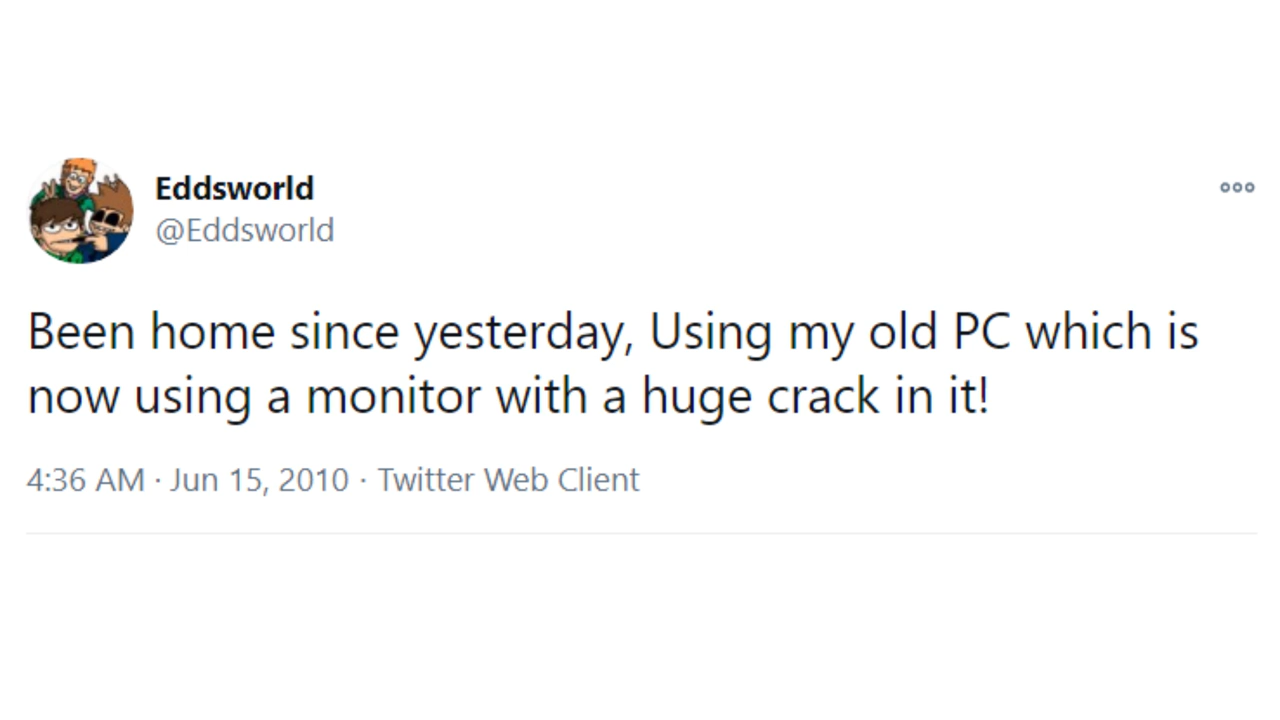 Eddsworld
@Eddsworld
Been home since yesterday, Using my old PC which is
now using a monitor with a huge crack in it!
4:36 AM · Jun 15, 2010 · Twitter Web Client